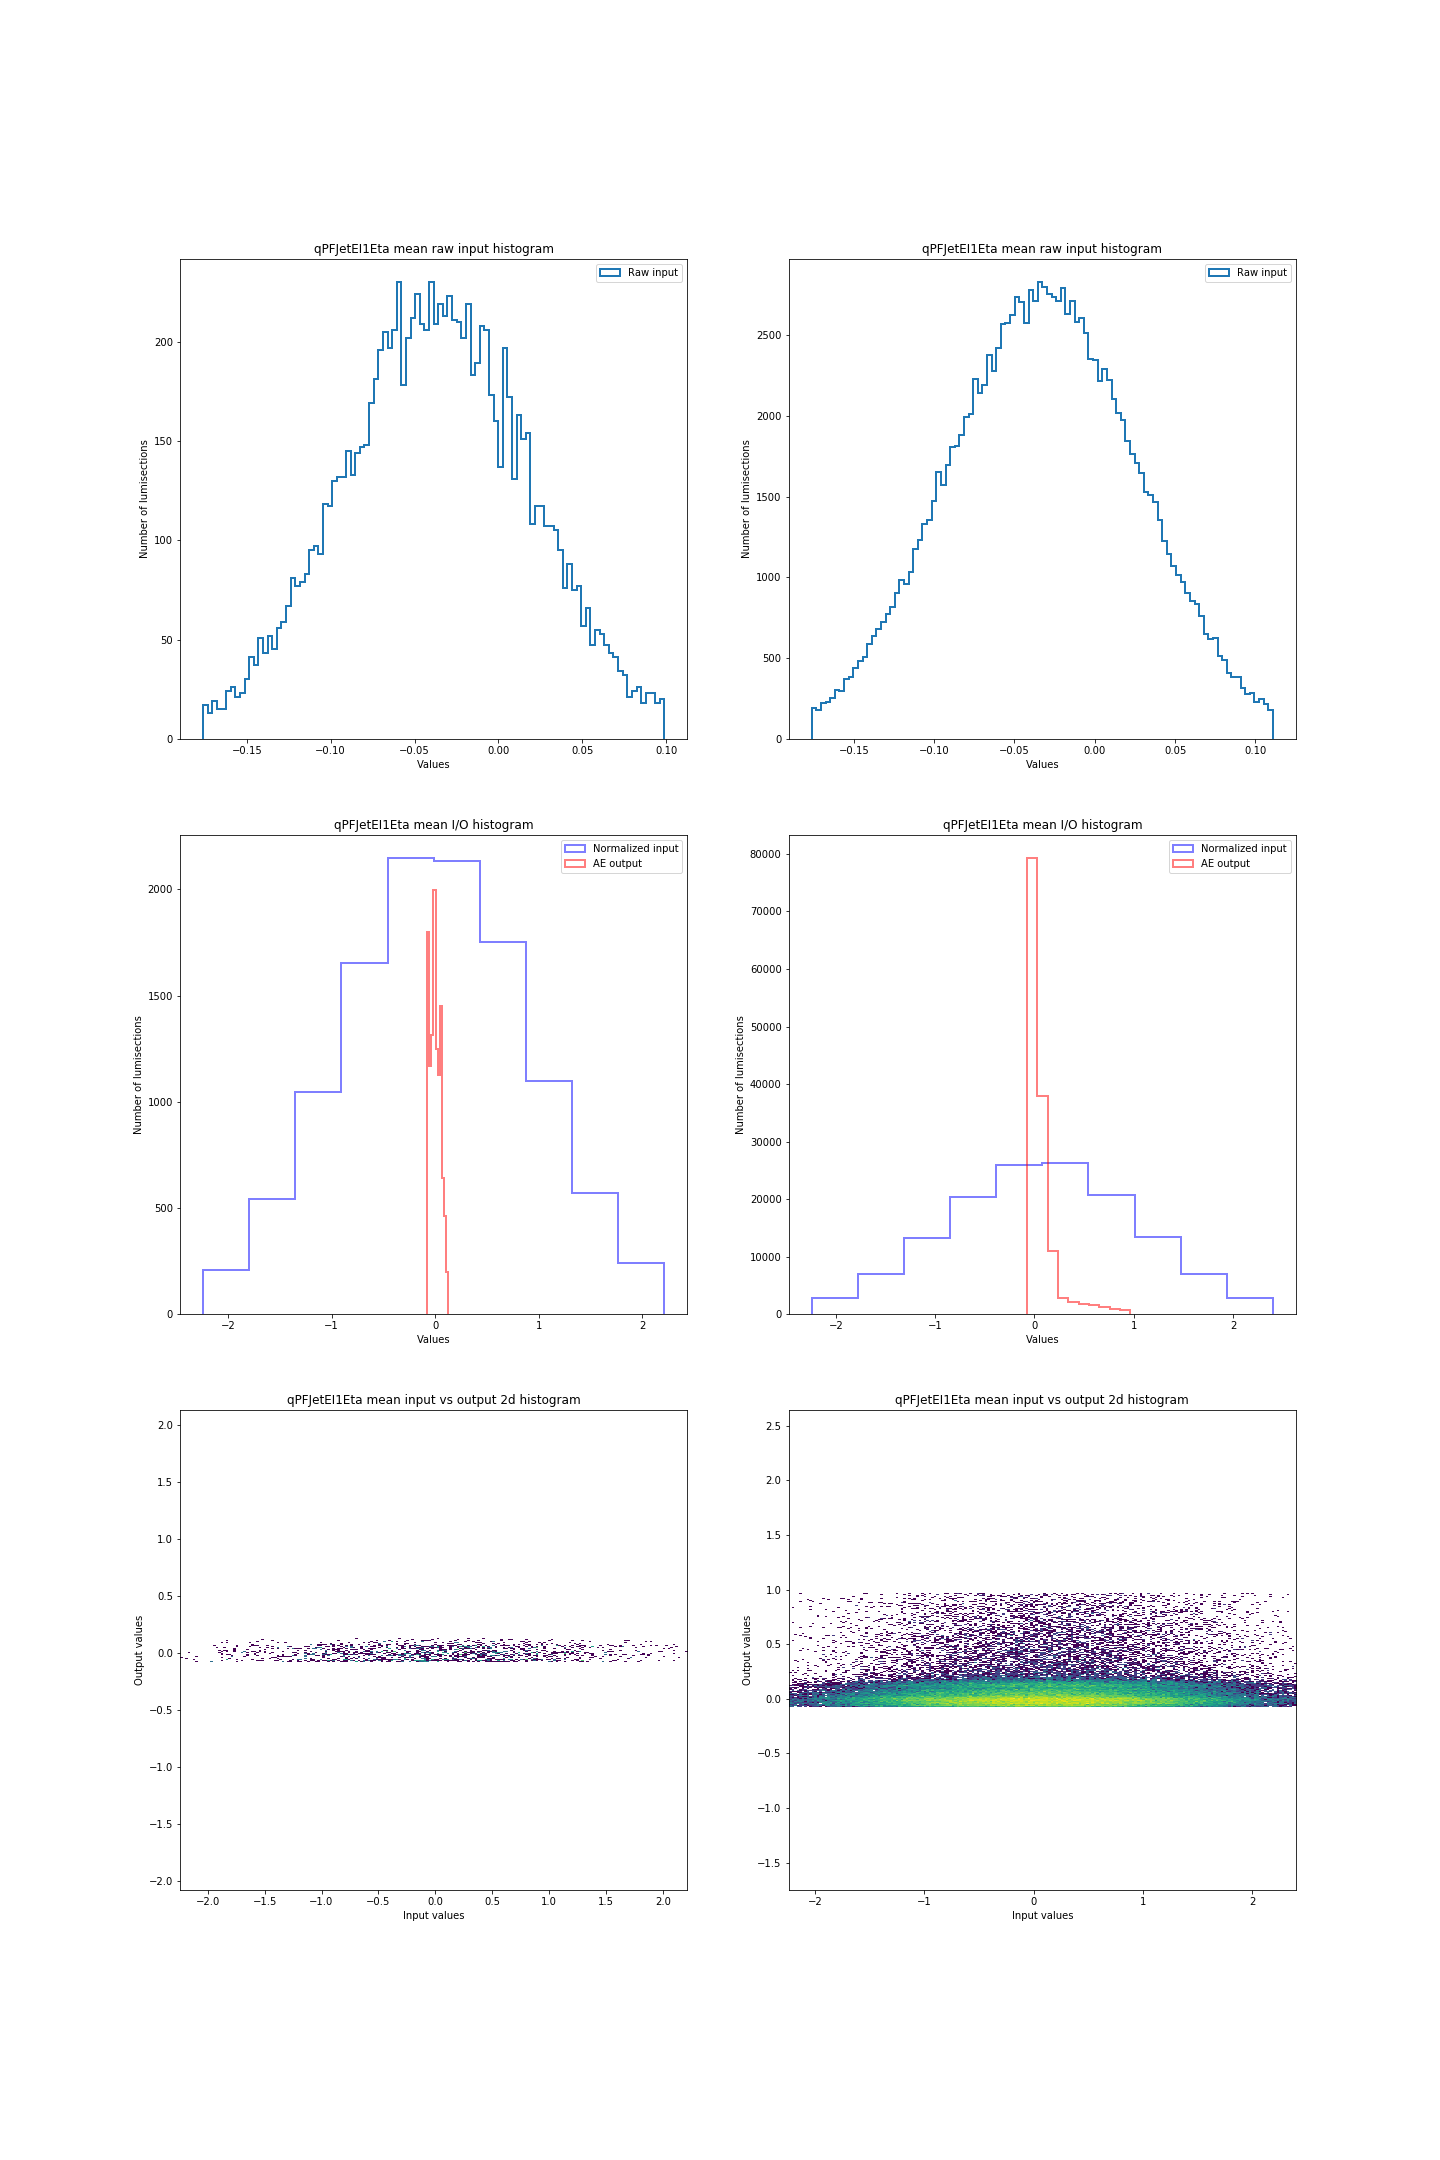 qPFJetEI1Eta mean raw input histogram
Raw input
200
150
100
50
0
Number of lumisections
−0.15 −0.10 −0.05 0.00 0.05 0.10
Values
qPFJetEI1Eta mean raw input histogram
Raw input
2500
2000
1500
1000
500
0
Number of lumisections
−0.15 −0.10 −0.05 0.00 0.05 0.10
Values
qPFJetEI1Eta mean I/O histogram
Normalized input
AE output
2000
1500
1000
500
0
Number of lumisections
−2 −1 0 1 2
Values
qPFJetEI1Eta mean I/O histogram
Normalized input
AE output
80000
70000
60000
50000
40000
30000
20000
10000
0
Number of lumisections
−2 −1 0 1 2
Values
qPFJetEI1Eta mean input vs output 2d histogram
2.0
1.5
1.0
0.5
0.0
−0.5
−1.0
−1.5
−2.0
Output values
−2.0 −1.5 −1.0 −0.5 0.0 0.5 1.0 1.5 2.0
Input values
qPFJetEI1Eta mean input vs output 2d histogram
2.5
2.0
1.5
1.0
0.5
0.0
−0.5
−1.0
−1.5
Output values
−2 −1 0 1 2
Input values